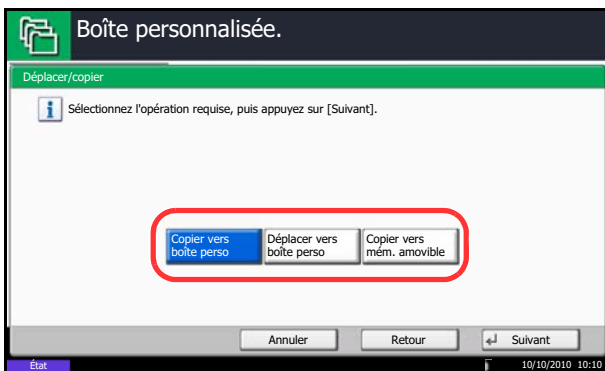 Boîte personnalisée.
Déplacer/copier
Sélectionnez l'opération requise, puis appuyez sur [Suivant].
Copier vers
boîte perso
Déplacer vers
boîte perso
Copier vers
mém. amovible
Annuler
Retour
Suivant
État
10/10/2010 10:10